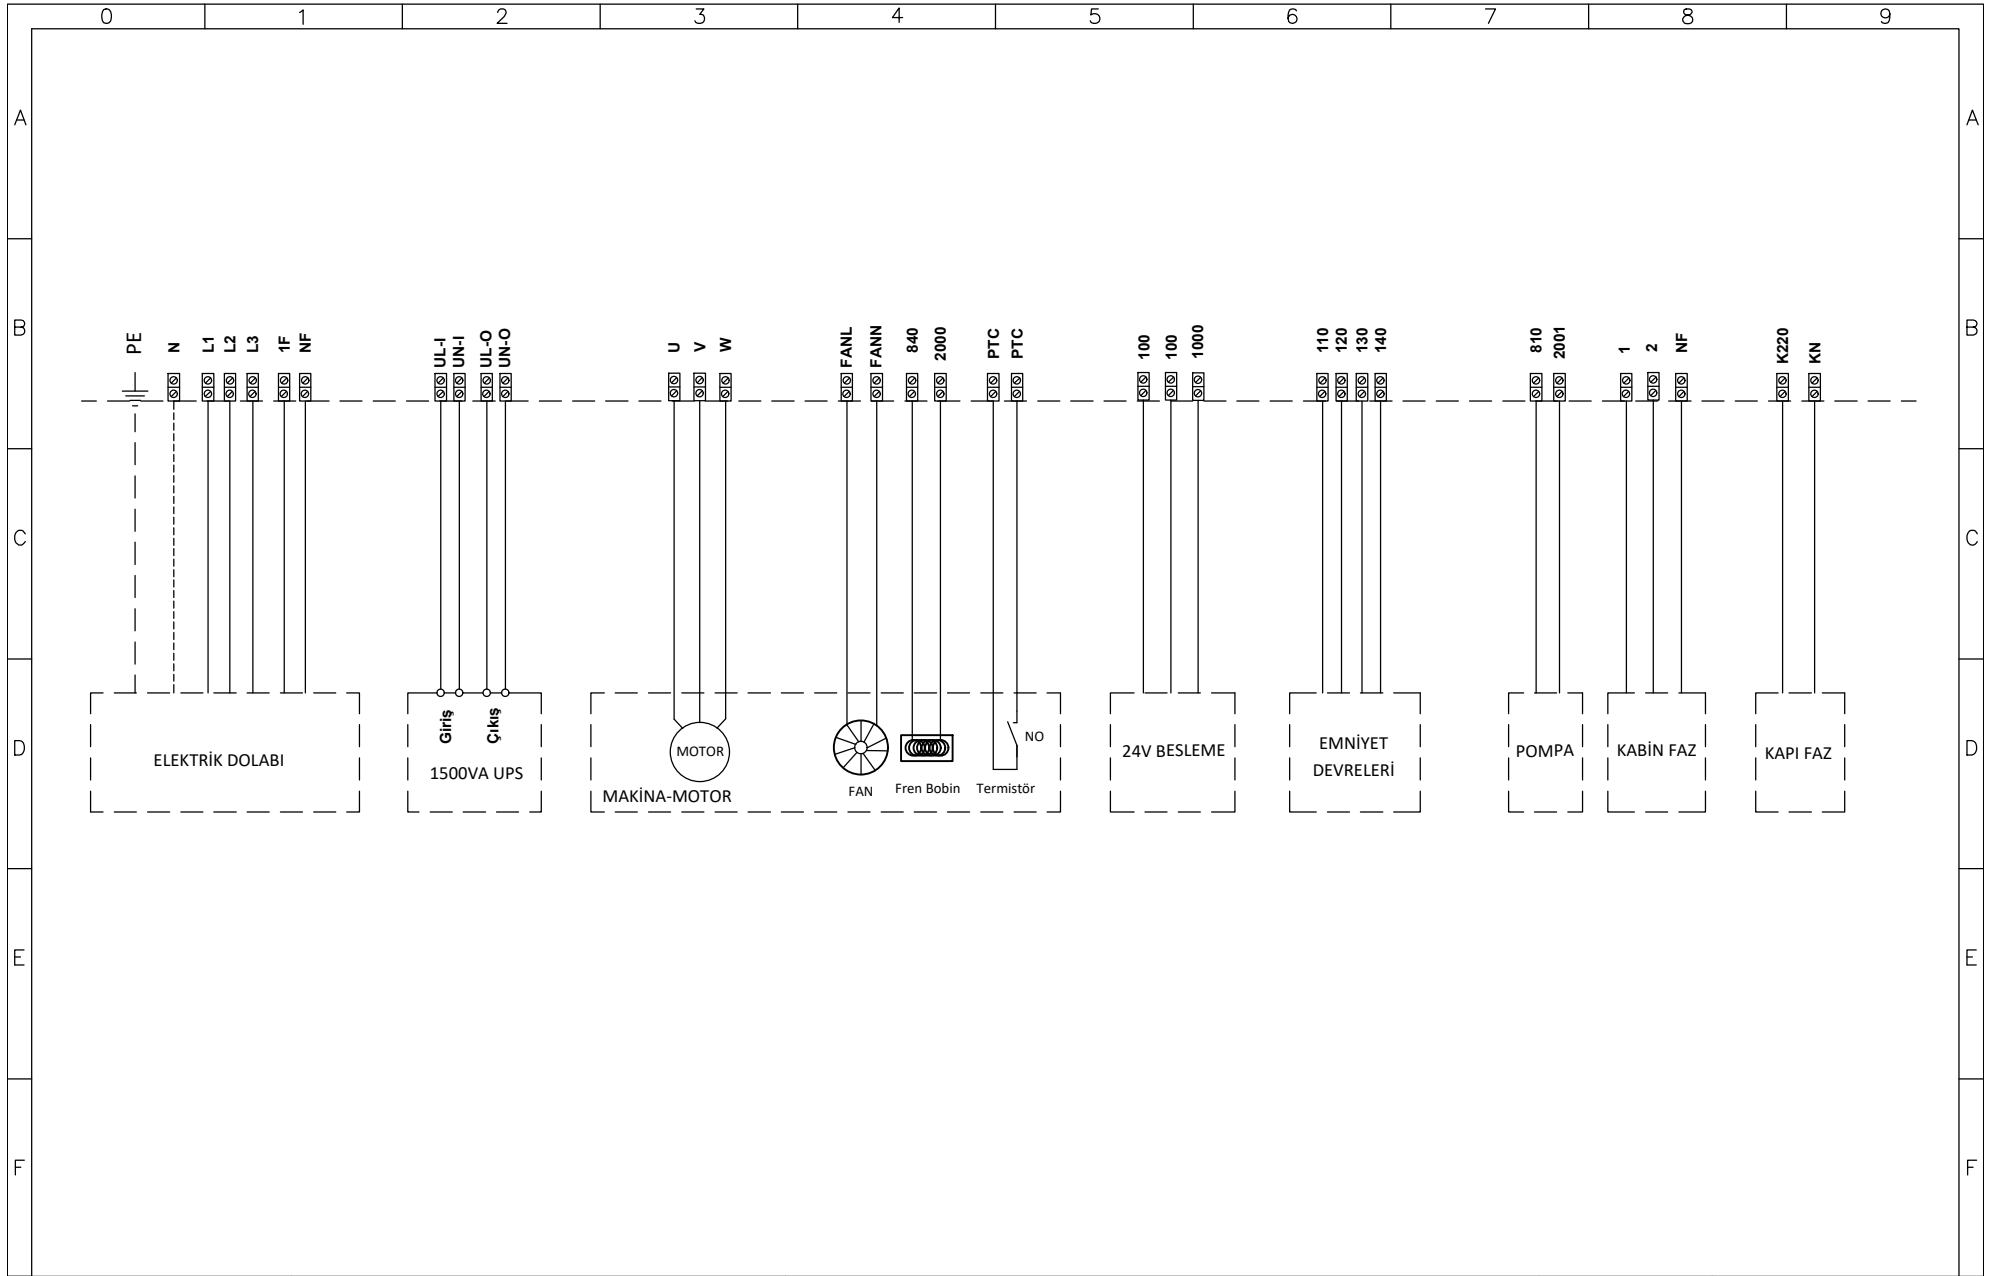 0 1 2 3 4 5 6 7 8 9
A A
B PE N L1 L2 L3 1F NF UL-I UN-I UL-O UN-O U V W FANL FANN 840 2000 PTC PTC 100 100 1000 110 120 130 140 810 2001 1 2 NF K220 KN B
C C
D D
ELEKTRİK DOLABI
Giriş Çıkış
1500VA UPS
MOTOR
MAKİNA-MOTOR
FAN
Fren Bobin
NO
Termistör
24V BESLEME
EMNİYET
DEVRELERİ
POMPA
KABİN FAZ
KAPI FAZ
E E
F F